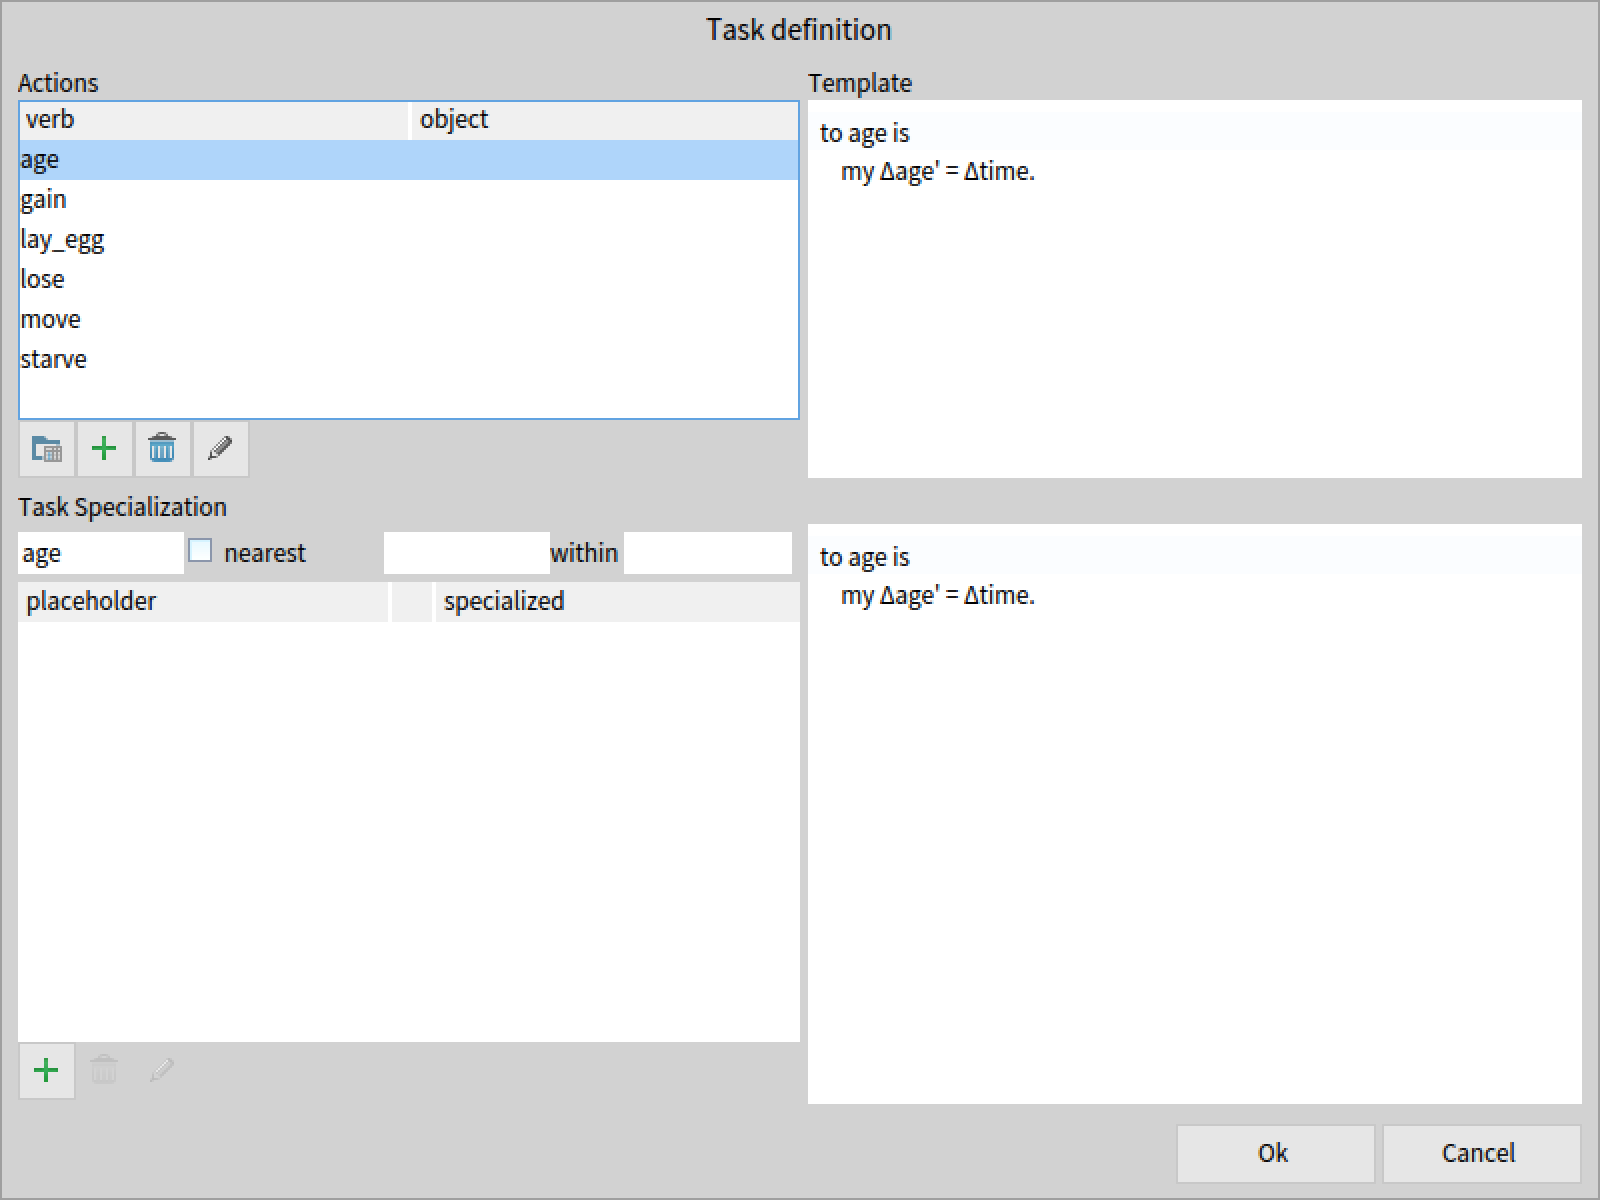 Task definition
Actions
verb object
age
gain
lay_egg
lose
move
starve
Template
to age is
my Δage' = Δtime.
Task Specialization
age nearest within
placeholder specialized
to age is
my Δage' = Δtime.
Ok Cancel